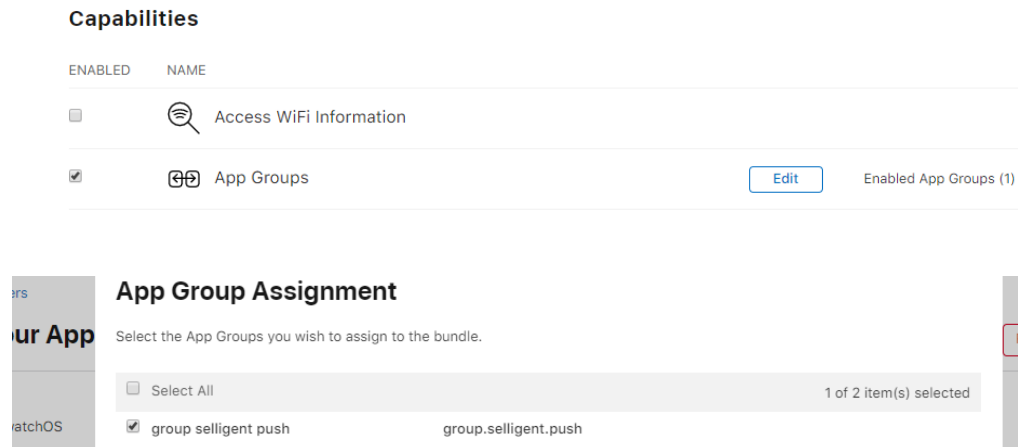 Capabilities
ENABLED NAME
Access WiFi Information
App Groups Edit Enabled App Groups (1)
App Group Assignment
ers
ur App
Select the App Groups you wish to assign to the bundle.
Select All 1 of 2 item(s) selected
watchOS
group selligent push group.selligent.push